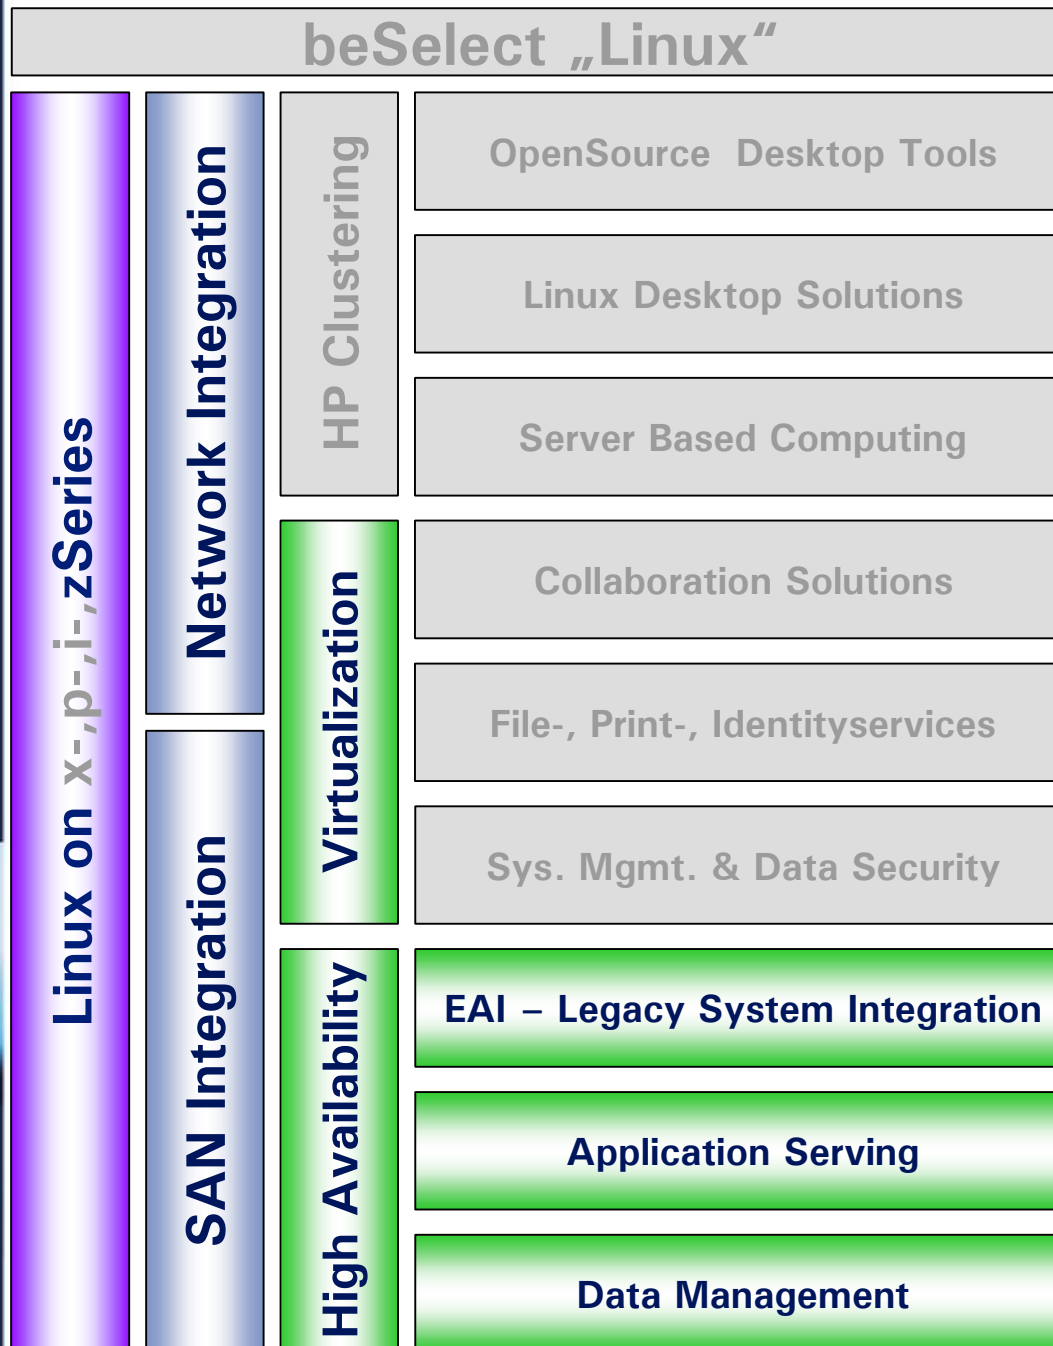 beSelect „Linux“
Linux on x-,p-,i-,zSeries
Network Integration
SAN Integration
HP Clustering
Virtualization
High Availability
OpenSource  Desktop Tools
Linux Desktop Solutions
Server Based Computing
Collaboration Solutions
File-, Print-, Identityservices
Sys. Mgmt. & Data Security
EAI – Legacy System Integration
Application Serving
Data Management